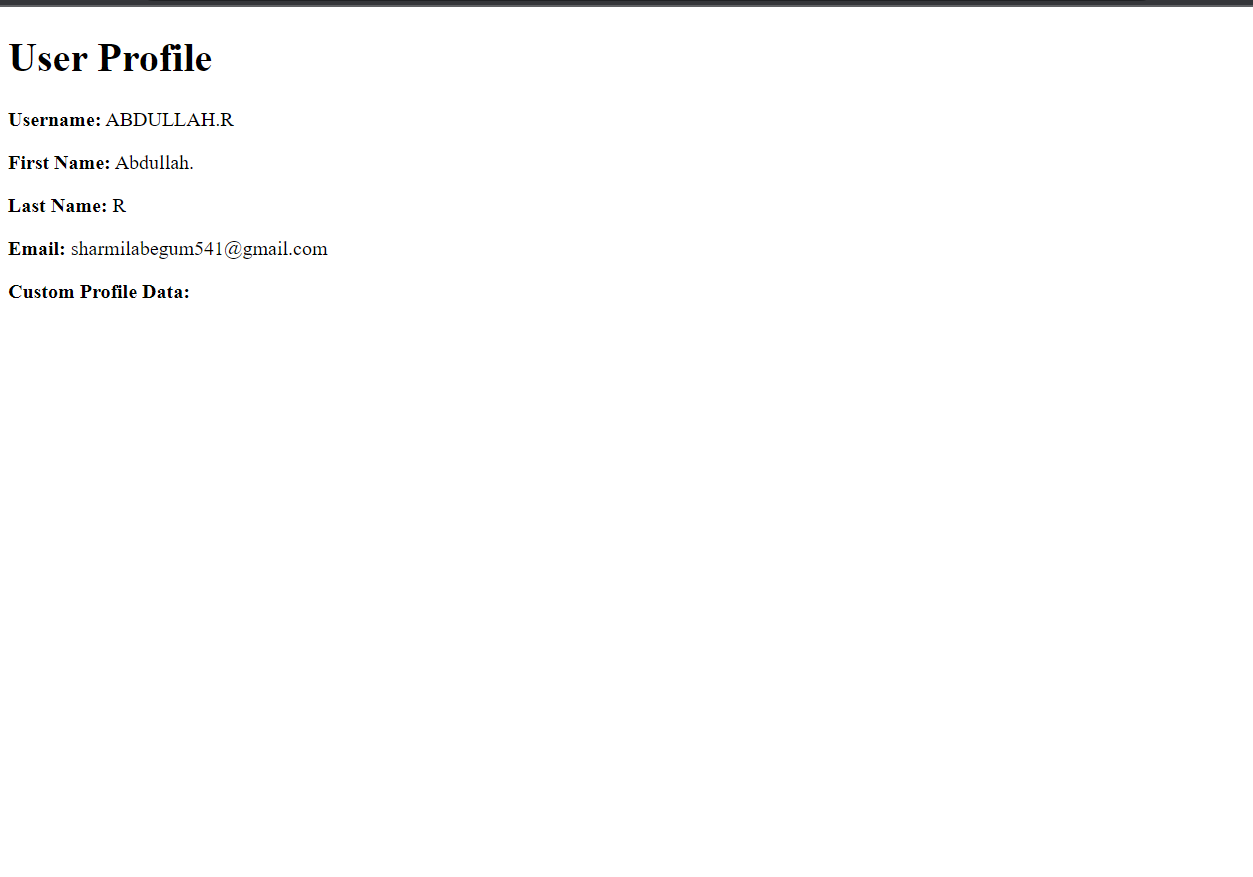 User Profile
Username: ABDULLAH.R
First Name: Abdullah.
Last Name: R
Email: sharmilabegum541@gmail.com
Custom Profile Data: